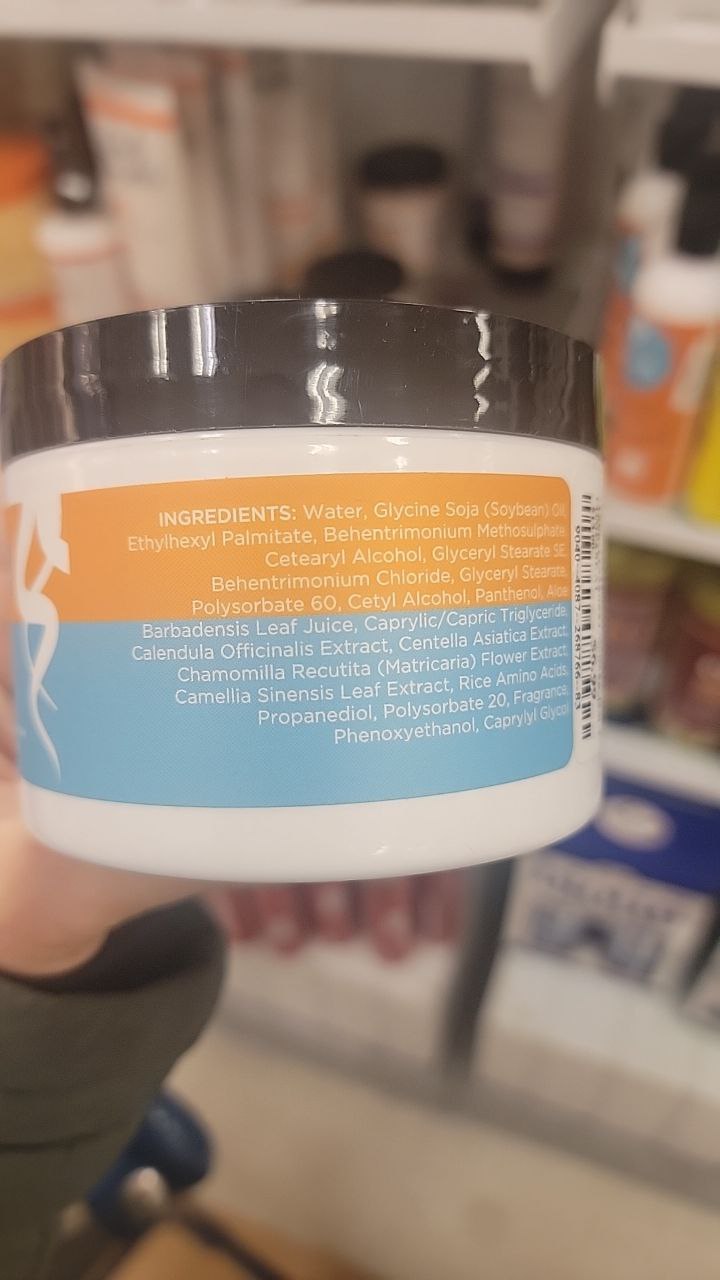 INGREDIENTS: Water, Glycine Soja (Soybean) Oil,
Ethylhexyl Palmitate, Behentrimonium Methosulphate,
Cetearyl Alcohol, Glyceryl Stearate SE,
Behentrimonium Chloride, Glyceryl Stearate,
Polysorbate 60, Cetyl Alcohol, Panthenol, Aloe
Barbadensis Leaf Juice, Caprylic/Capric Triglyceride,
Calendula Officinalis Extract, Centella Asiatica Extract,
Chamomilla Recutita (Matricaria) Flower Extract,
Camellia Sinensis Leaf Extract, Rice Amino Acids,
Propanediol, Polysorbate 20, Fragrance,
Phenoxyethanol, Caprylyl Glycol